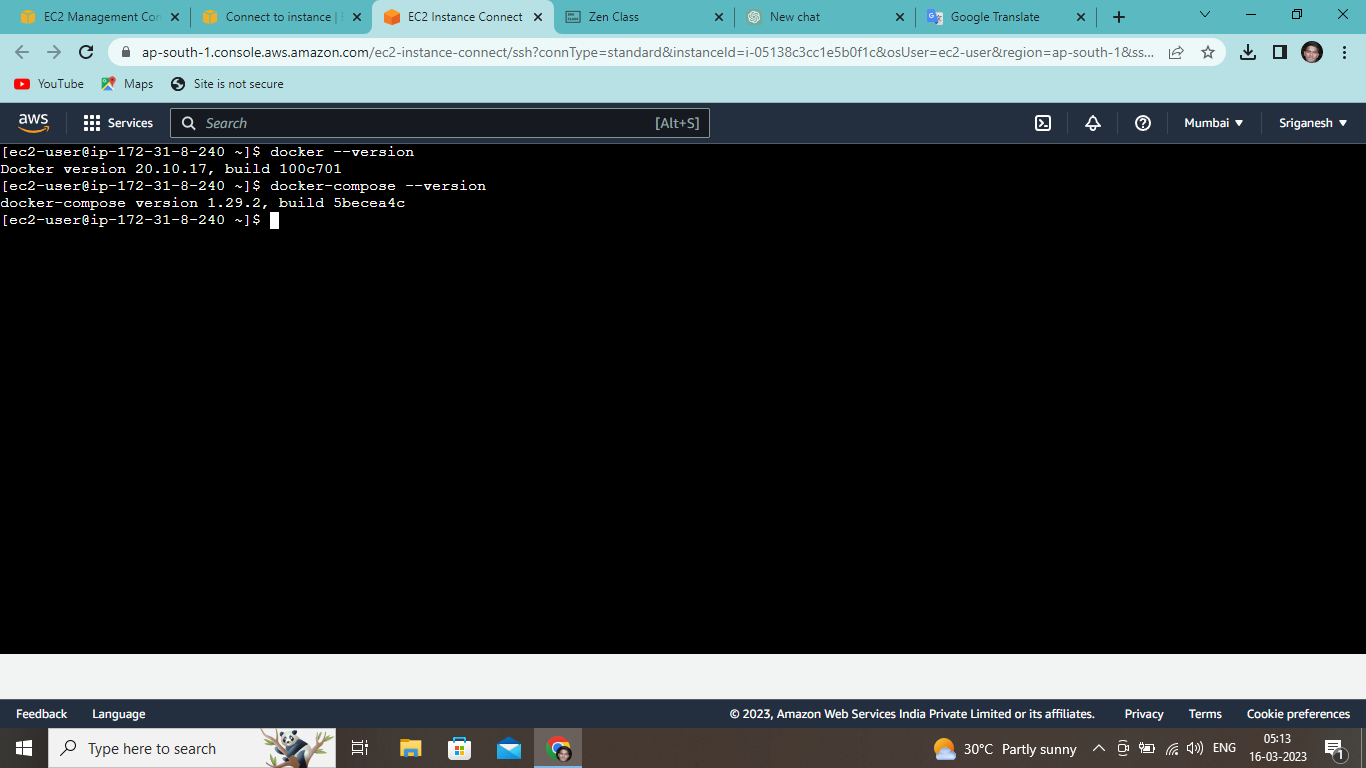 EC2 Management Con
Connect to instance |
EC2 Instance Connect
Zen Class
New chat
Google Translate
ap-south-1.console.aws.amazon.com/ec2-instance-connect/ssh?connType=standard&instanceId=i-05138c3cc1e5b0f1c&osUser=ec2-user&region=ap-south-1&ss...
YouTube
Maps
Site is not secure
aws
Services
Search
[Alt+S]
Mumbai
Sriganesh
[ec2-user@ip-172-31-8-240 ~]$ docker --version
Docker version 20.10.17, build 100c701
[ec2-user@ip-172-31-8-240 ~]$ docker-compose --version
docker-compose version 1.29.2, build 5becea4c
[ec2-user@ip-172-31-8-240 ~]$
Feedback
Language
© 2023, Amazon Web Services India Private Limited or its affiliates.
Privacy
Terms
Cookie preferences
Type here to search
30°C Partly sunny
ENG
05:13
16-03-2023
1